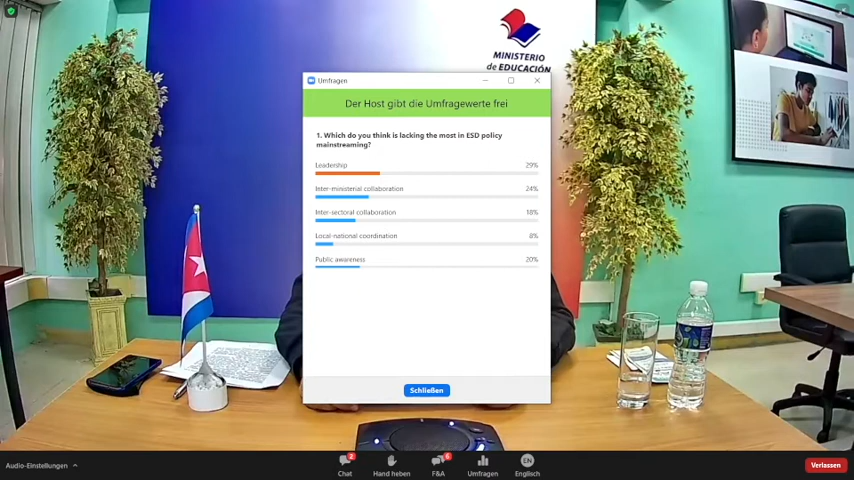 MINISTERIO
de EDUCACIÓN
Umfragen
Der Host gibt die Umfragewerte frei
1. Which do you think is lacking the most in ESD policy
mainstreaming?
Leadership 29%
Inter-ministerial collaboration 24%
Inter-sectoral collaboration 18%
Local-national coordination 8%
Public awareness 20%
Schließen
Audio-Einstellungen
2
Chat
Hand heben
6
F&A
Umfragen
EN
Englisch
Verlassen